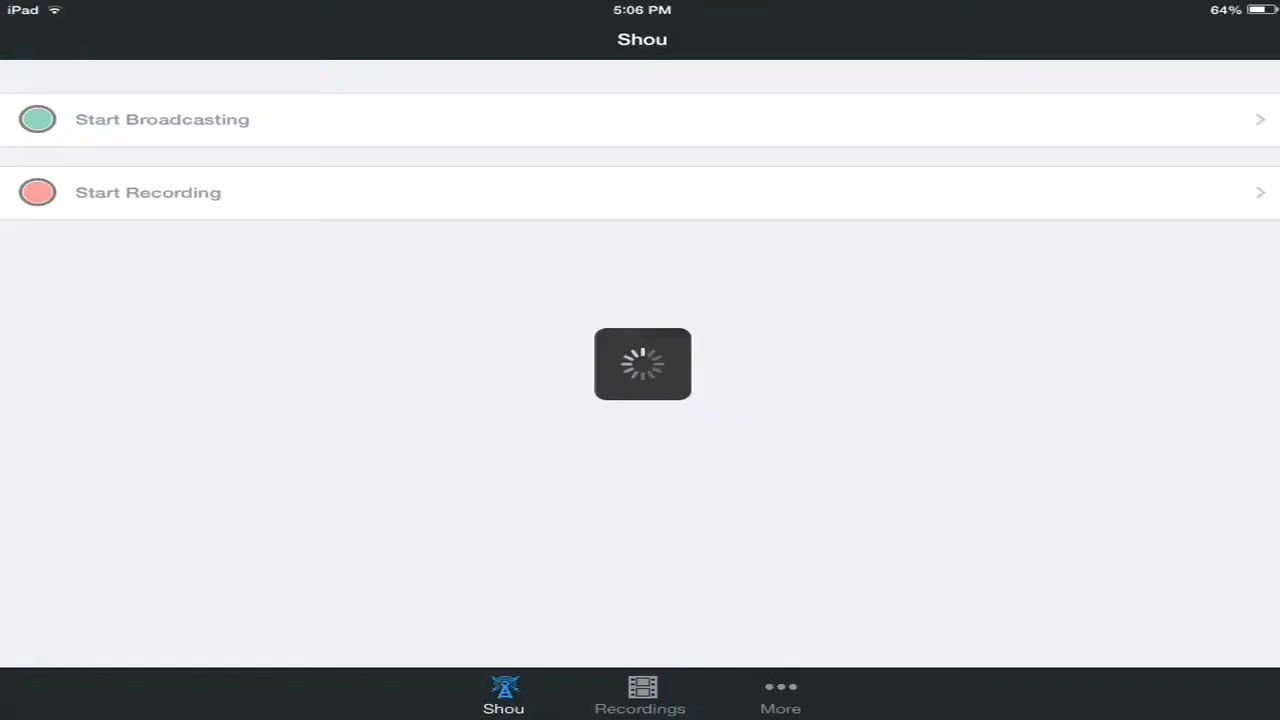 iPad 5:06 PM 64%
Shou
Start Broadcasting
Start Recording
Shou Recordings More